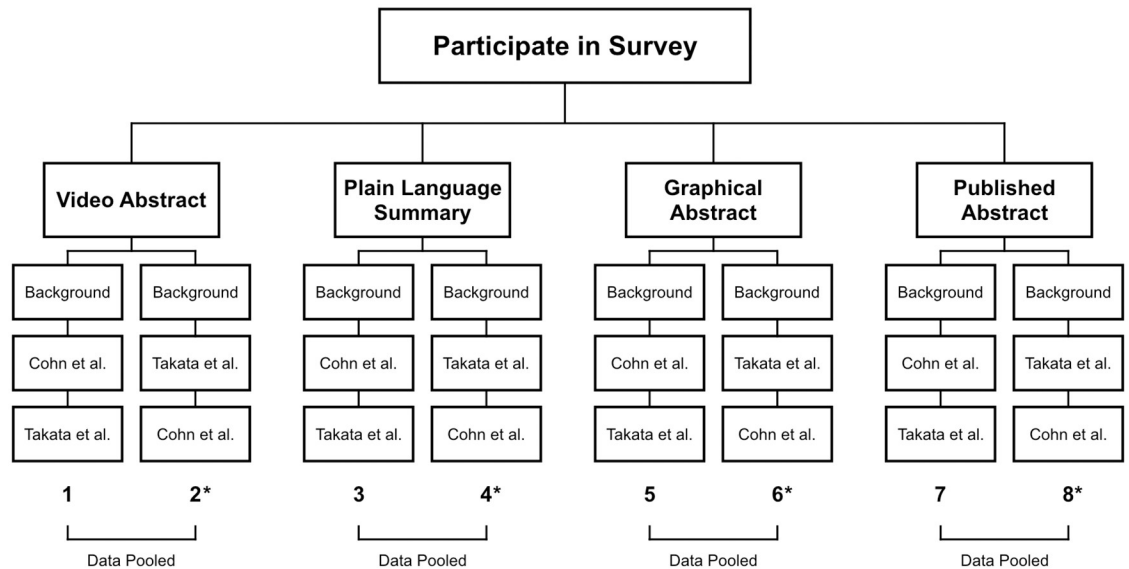 Participate in Survey
Video Abstract
Plain Language
Summary
Graphical
Abstract
Published
Abstract
Background
Background
Background
Background
Background
Background
Background
Background
Cohn et al.
Takata et al.
Cohn et al.
Takata et al.
Cohn et al.
Takata et al.
Cohn et al.
Takata et al.
Takata et al.
Cohn et al.
Takata et al.
Cohn et al.
Takata et al.
Cohn et al.
Takata et al.
Cohn et al.
1
2*
3
4*
5
6*
7
8*
Data Pooled
Data Pooled
Data Pooled
Data Pooled